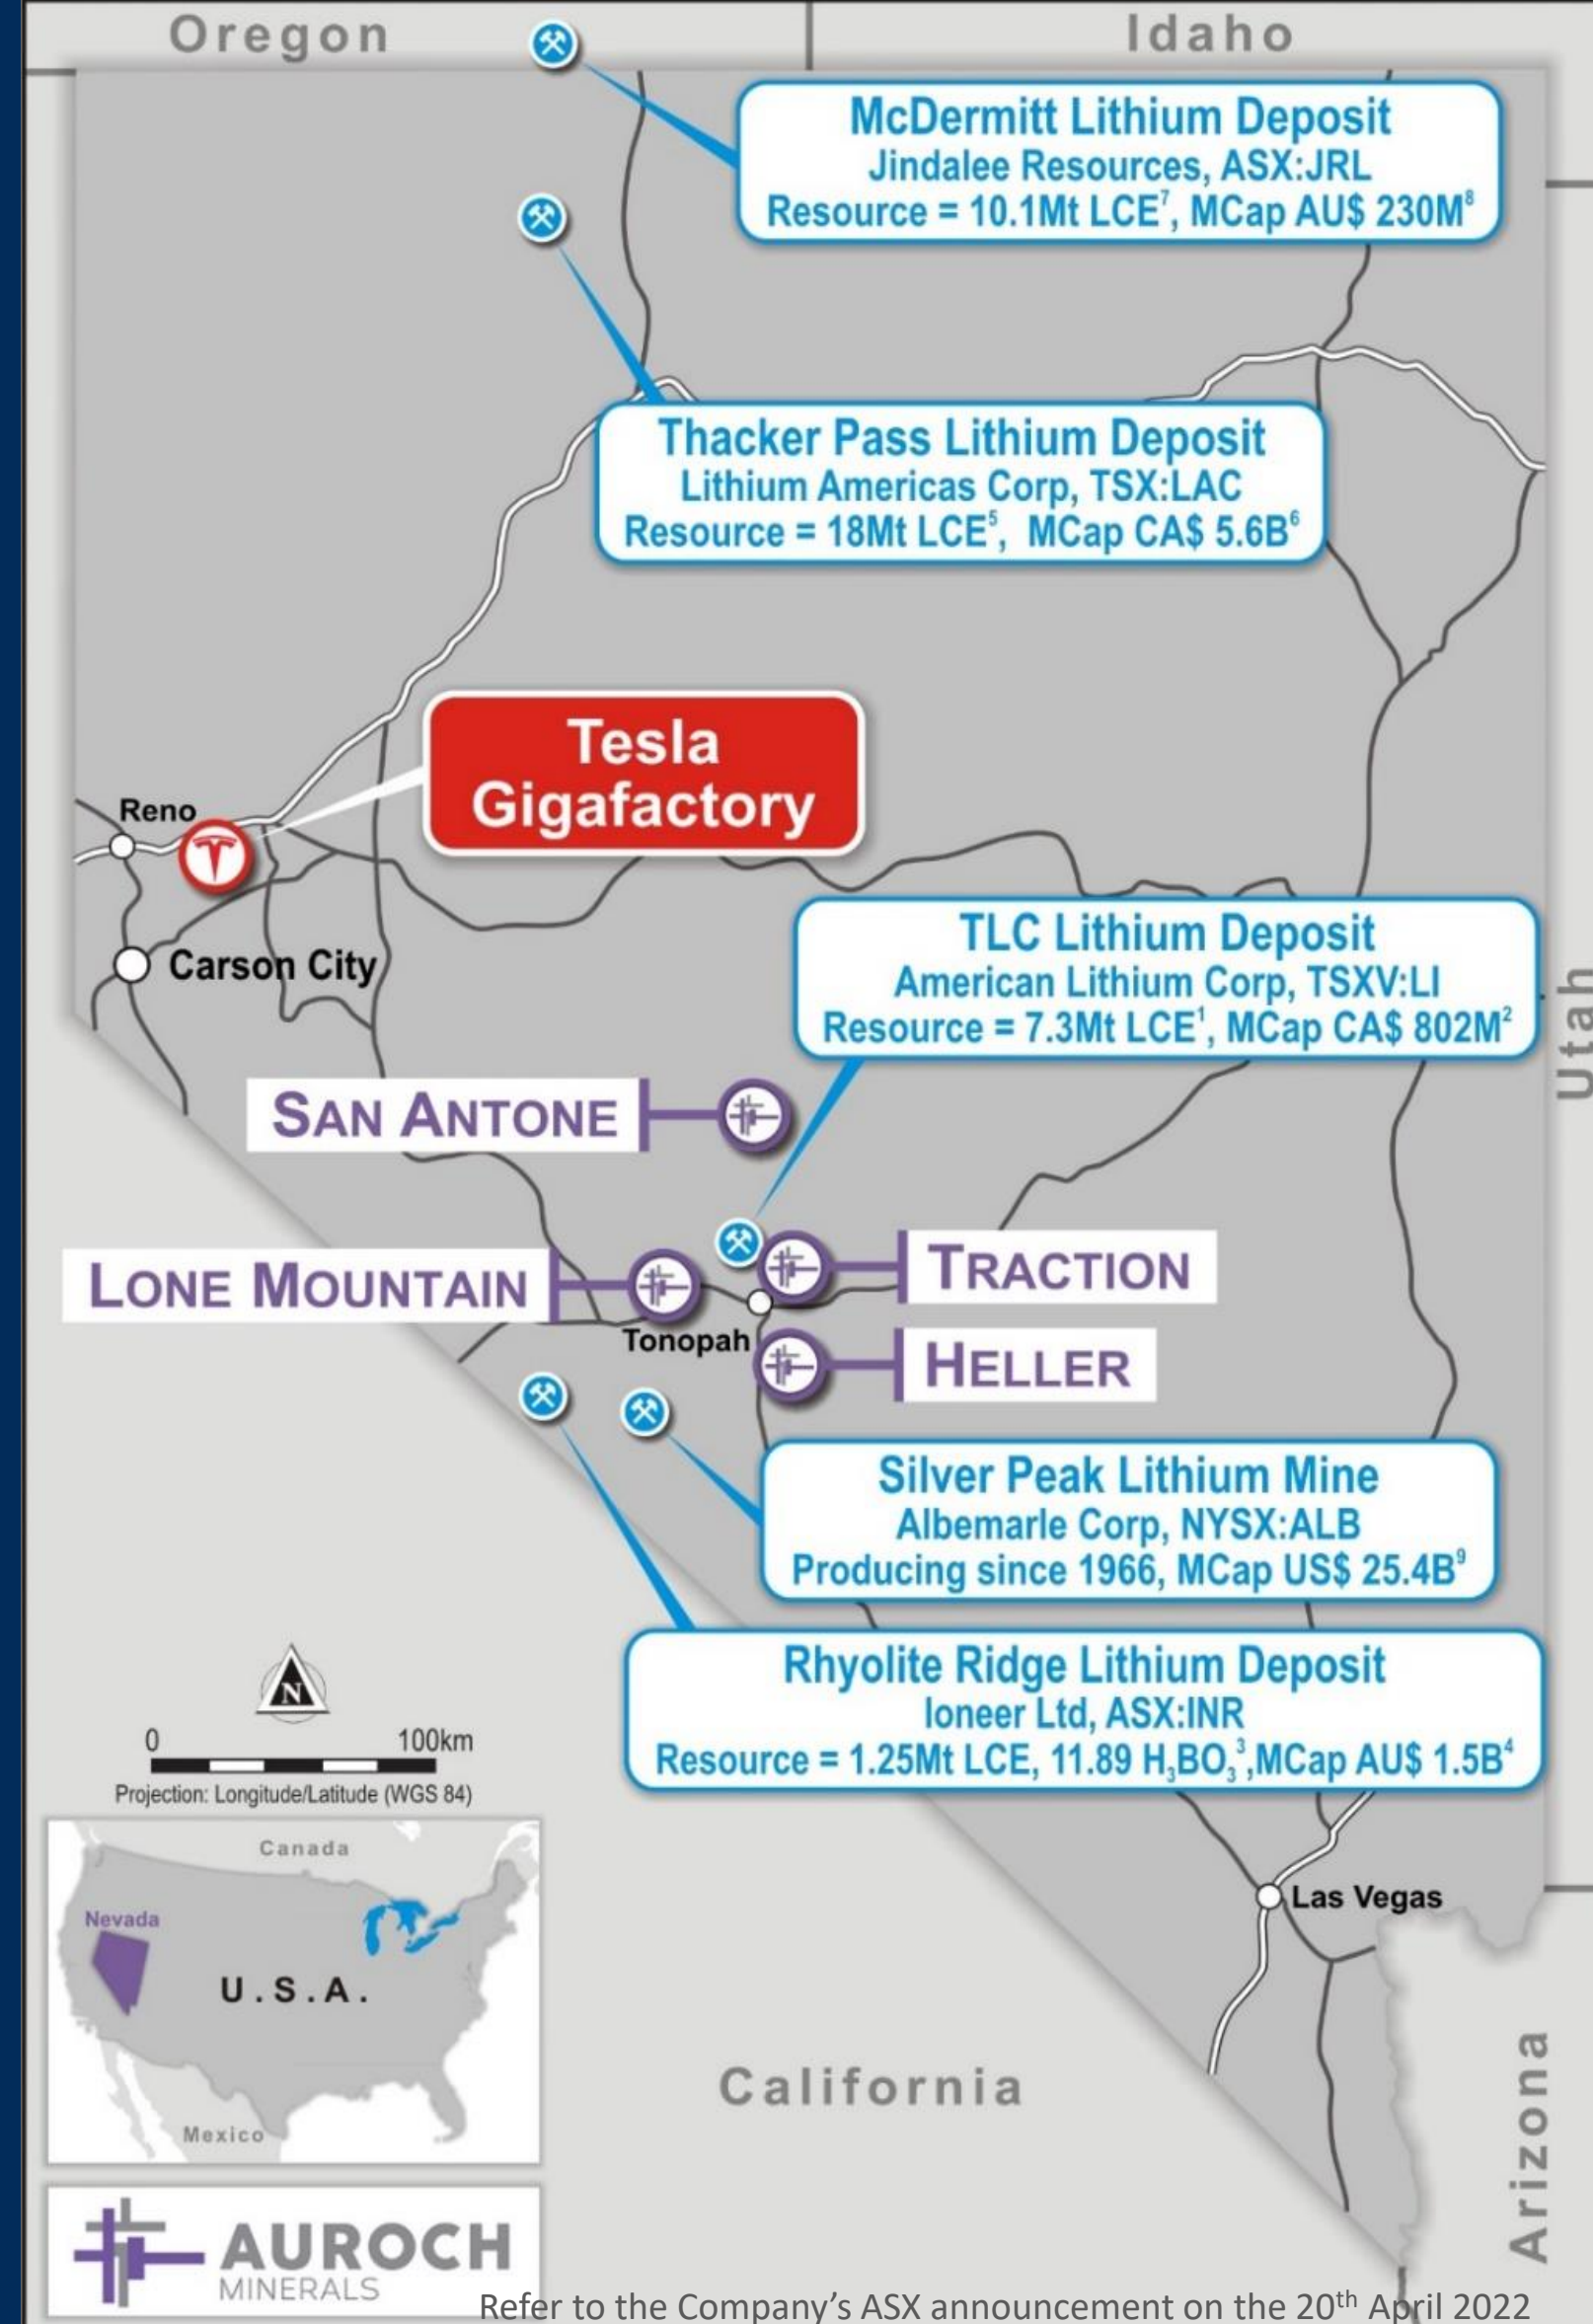 Oregon
Idaho
McDermitt Lithium Deposit
Jindalee Resources, ASX:JRL
Resource = 10.1Mt LCE⁷, MCap AU$ 230M⁸
Thacker Pass Lithium Deposit
Lithium Americas Corp, TSX:LAC
Resource = 18Mt LCE⁵, MCap CA$ 5.6B⁶
Tesla
Gigafactory
Reno
Carson City
TLC Lithium Deposit
American Lithium Corp, TSXV:LI
Resource = 7.3Mt LCE¹, MCap CA$ 802M²
Utah
SAN ANTONE
LONE MOUNTAIN
TRACTION
Tonopah
HELLER
Silver Peak Lithium Mine
Albemarle Corp, NYSX:ALB
Producing since 1966, MCap US$ 25.4B⁹
Rhyolite Ridge Lithium Deposit
Ioneer Ltd, ASX:INR
Resource = 1.25Mt LCE, 11.89 H₃BO₃³,MCap AU$ 1.5B⁴
N
0 100km
Projection: Longitude/Latitude (WGS 84)
Canada
Nevada
U.S.A.
Mexico
Las Vegas
California
Arizona
AUROCH
MINERALS
Refer to the Company's ASX announcement on the 20th April 2022